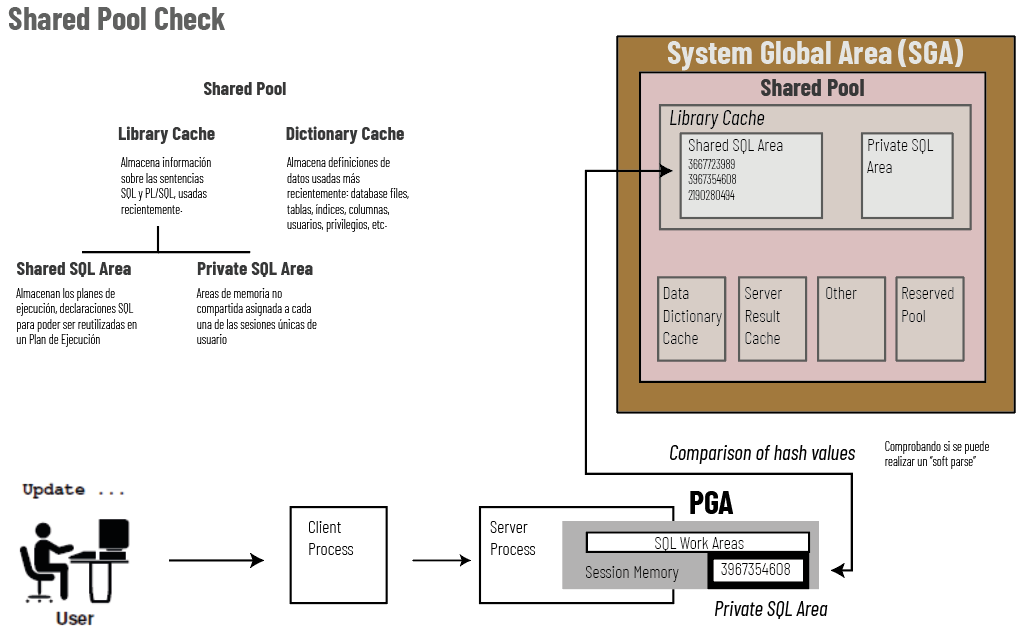 Shared Pool Check
Shared Pool
Library Cache
Almacena información
sobre las sentencias
SQL y PL/SQL, usadas
recientemente.
Dictionary Cache
Almacena definiciones de
datos usadas más
recientemente: database files,
tablas, índices, columnas,
usuarios, privilegios, etc.
Shared SQL Area
Almacenan los planes de
ejecución, declaraciones SQL
para poder ser reutilizadas en
un Plan de Ejecución
Private SQL Area
Areas de memoria no
compartida asignada a cada
una de las sesiones únicas de
usuario
System Global Area (SGA)
Shared Pool
Library Cache
Shared SQL Area
3667723989
3967354608
2190280494
Private SQL
Area
Data
Dictionary
Cache
Server
Result
Cache
Other
Reserved
Pool
Comparison of hash values
Comprobando si se puede
realizar un "soft parse"
Update ...
User
Client
Process
Server
Process
PGA
SQL Work Areas
Session Memory
3967354608
Private SQL Area